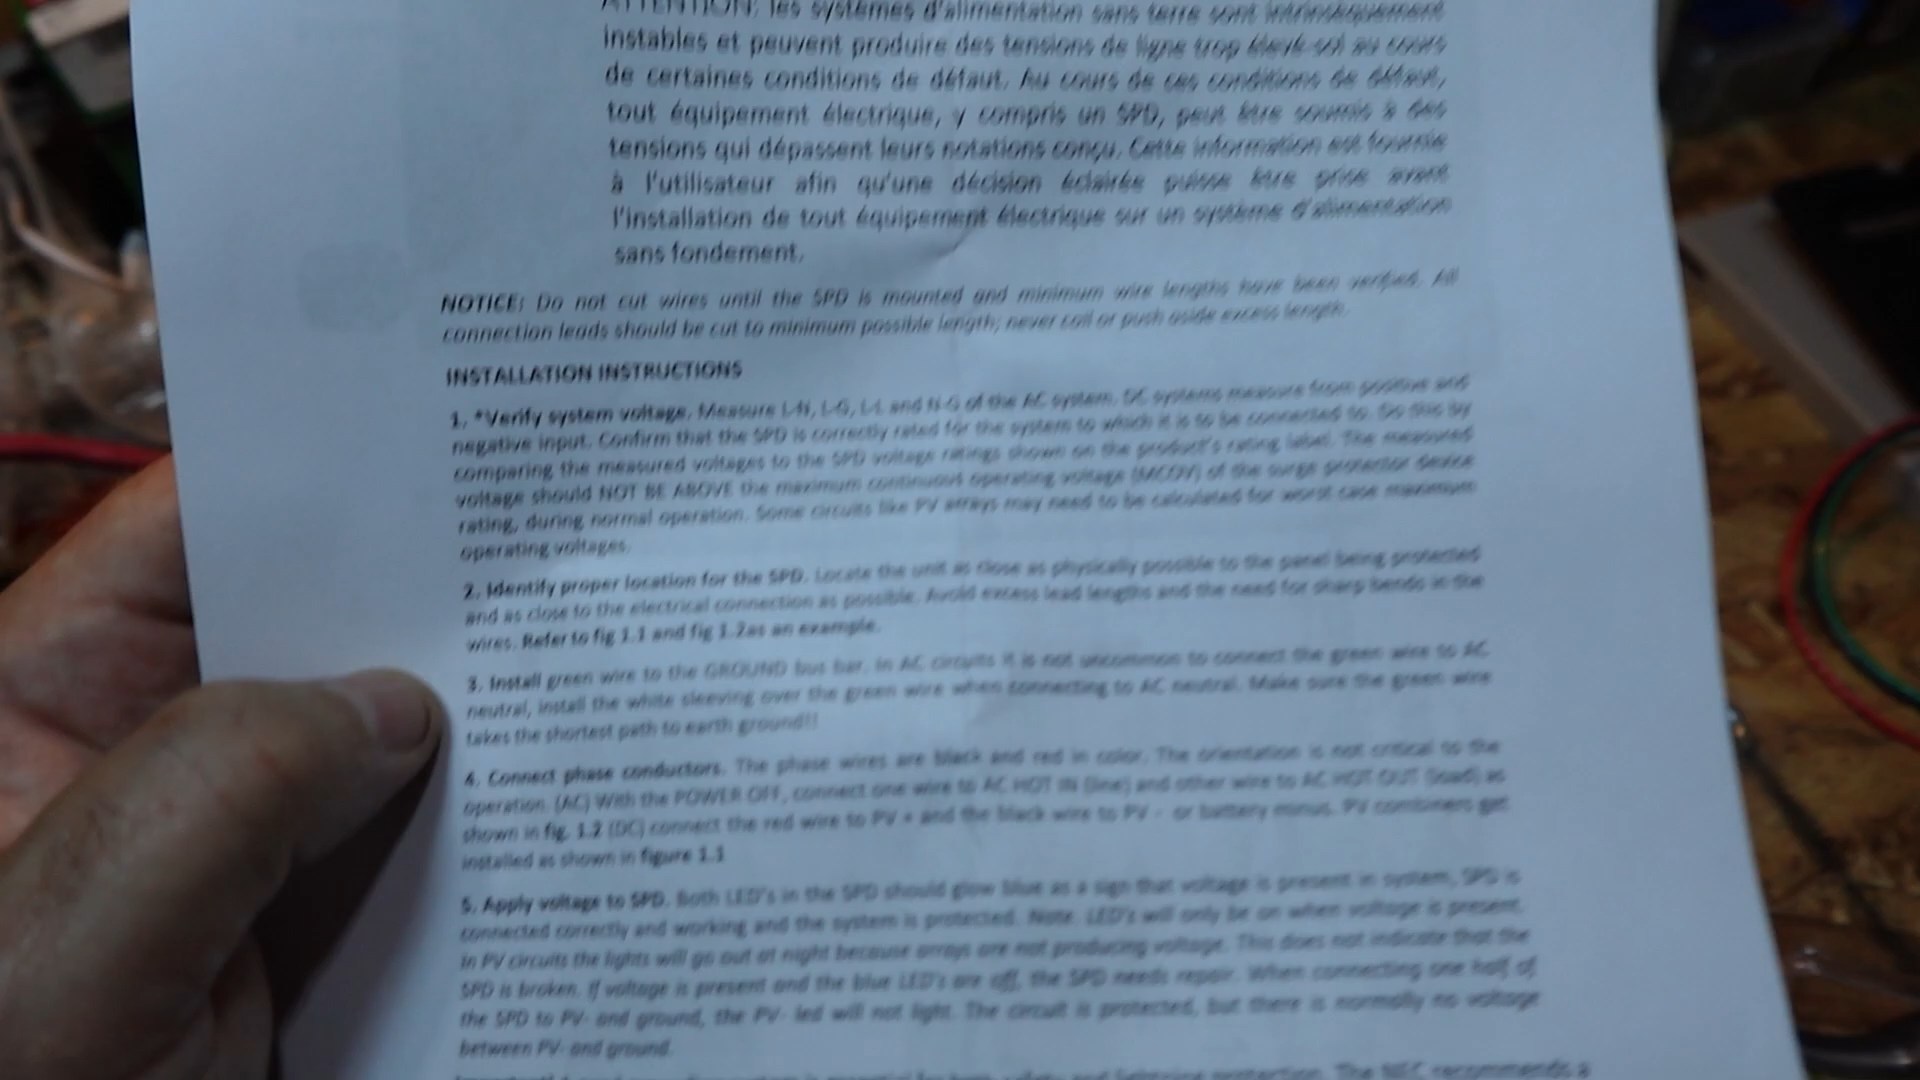 ATTENTION: les systèmes d'alimentation sans terre sont intrinsèquement
instables et peuvent produire des tensions de ligne trop élevé-sol au cours
de certaines conditions de défaut. Au cours de ces conditions de défaut,
tout équipement électrique, y compris un SPD, peut être soumis à des
tensions qui dépassent leurs notations conçu. Cette information est fournie
à l'utilisateur afin qu'une décision éclairée puisse être prise avant
l'installation de tout équipement électrique sur un système d'alimentation
sans fondement.
NOTICE: Do not cut wires until the SPD is mounted and minimum wire lengths have been verified. All
connection leads should be cut to minimum possible length; never coil or push aside excess length.
INSTALLATION INSTRUCTIONS
1. *Verify system voltage. Measure L-N, L-G, L-L and N-G of the AC system. DC systems measure from positive and
negative input. Confirm that the SPD is correctly rated for the system to which it is to be connected to. Do this by
comparing the measured voltages to the SPD voltage ratings shown on the product's rating label. The measured
voltage should NOT BE ABOVE the maximum continuous operating voltage (MCOV) of the surge protector device
rating, during normal operation. Some circuits like PV arrays may need to be calculated for worst case maximum
operating voltages.
2. Identify proper location for the SPD. Locate the unit as close as physically possible to the panel being protected
and as close to the electrical connection as possible. Avoid excess lead lengths and the need for sharp bends in the
wires. Refer to fig 1.1 and fig 1.2as an example.
3. Install green wire to the GROUND bus bar. In AC circuits it is not uncommon to connect the green wire to AC
neutral, install the white sleeving over the green wire when connecting to AC neutral. Make sure the green wire
takes the shortest path to earth ground!!
4. Connect phase conductors. The phase wires are black and red in color. The orientation is not critical to the
operation. (AC) With the POWER OFF, connect one wire to AC HOT IN (line) and other wire to AC HOT OUT (load) as
shown in fig. 1.2 (DC) connect the red wire to PV + and the black wire to PV - or battery minus. PV combiners get
installed as shown in figure 1.1
5. Apply voltage to SPD. Both LED's in the SPD should glow blue as a sign that voltage is present in system, SPD is
connected correctly and working and the system is protected. Note. LED's will only be on when voltage is present.
In PV circuits the lights will go out at night because arrays are not producing voltage. This does not indicate that the
SPD is broken. If voltage is present and the blue LED's are off, the SPD needs repair. When connecting one half of
the SPD to PV- and ground, the PV- led will not light. The circuit is protected, but there is normally no voltage
between PV- and ground.
lightning protection. The NEC recommends a